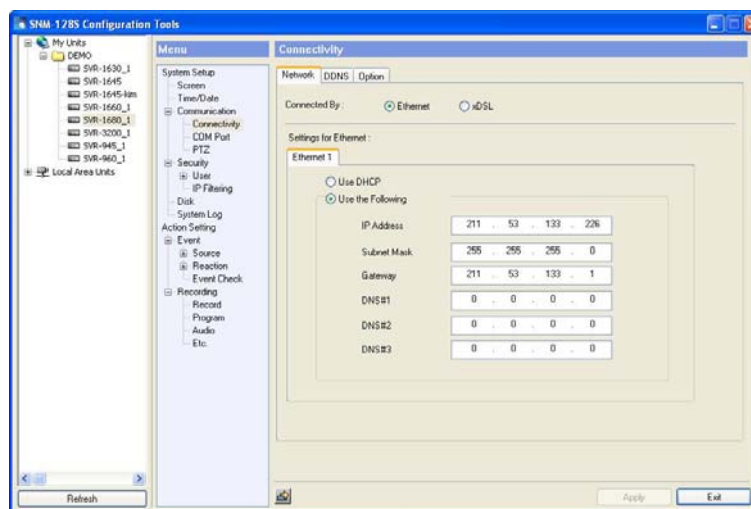 SNM-128S Configuration Tools
My Units
DEMO
SVR-1630_1
SVR-1645
SVR-1645-kim
SVR-1660_1
SVR-1680_1
SVR-3200_1
SVR-945_1
SVR-960_1
Local Area Units
Refresh
Menu
System Setup
Screen
Time/Date
Communication
Connectivity
COM Port
PTZ
Security
User
IP Filtering
Disk
System Log
Action Setting
Event
Source
Reaction
Event Check
Recording
Record
Program
Audio
Etc.
Connectivity
Network DDNS Option
Connected By : Ethernet xDSL
Settings for Ethernet :
Ethernet 1
Use DHCP
Use the Following
IP Address 211 . 53 . 133 . 226
Subnet Mask 255 . 255 . 255 . 0
Gateway 211 . 53 . 133 . 1
DNS#1 0 . 0 . 0 . 0
DNS#2 0 . 0 . 0 . 0
DNS#3 0 . 0 . 0 . 0
Apply Exit